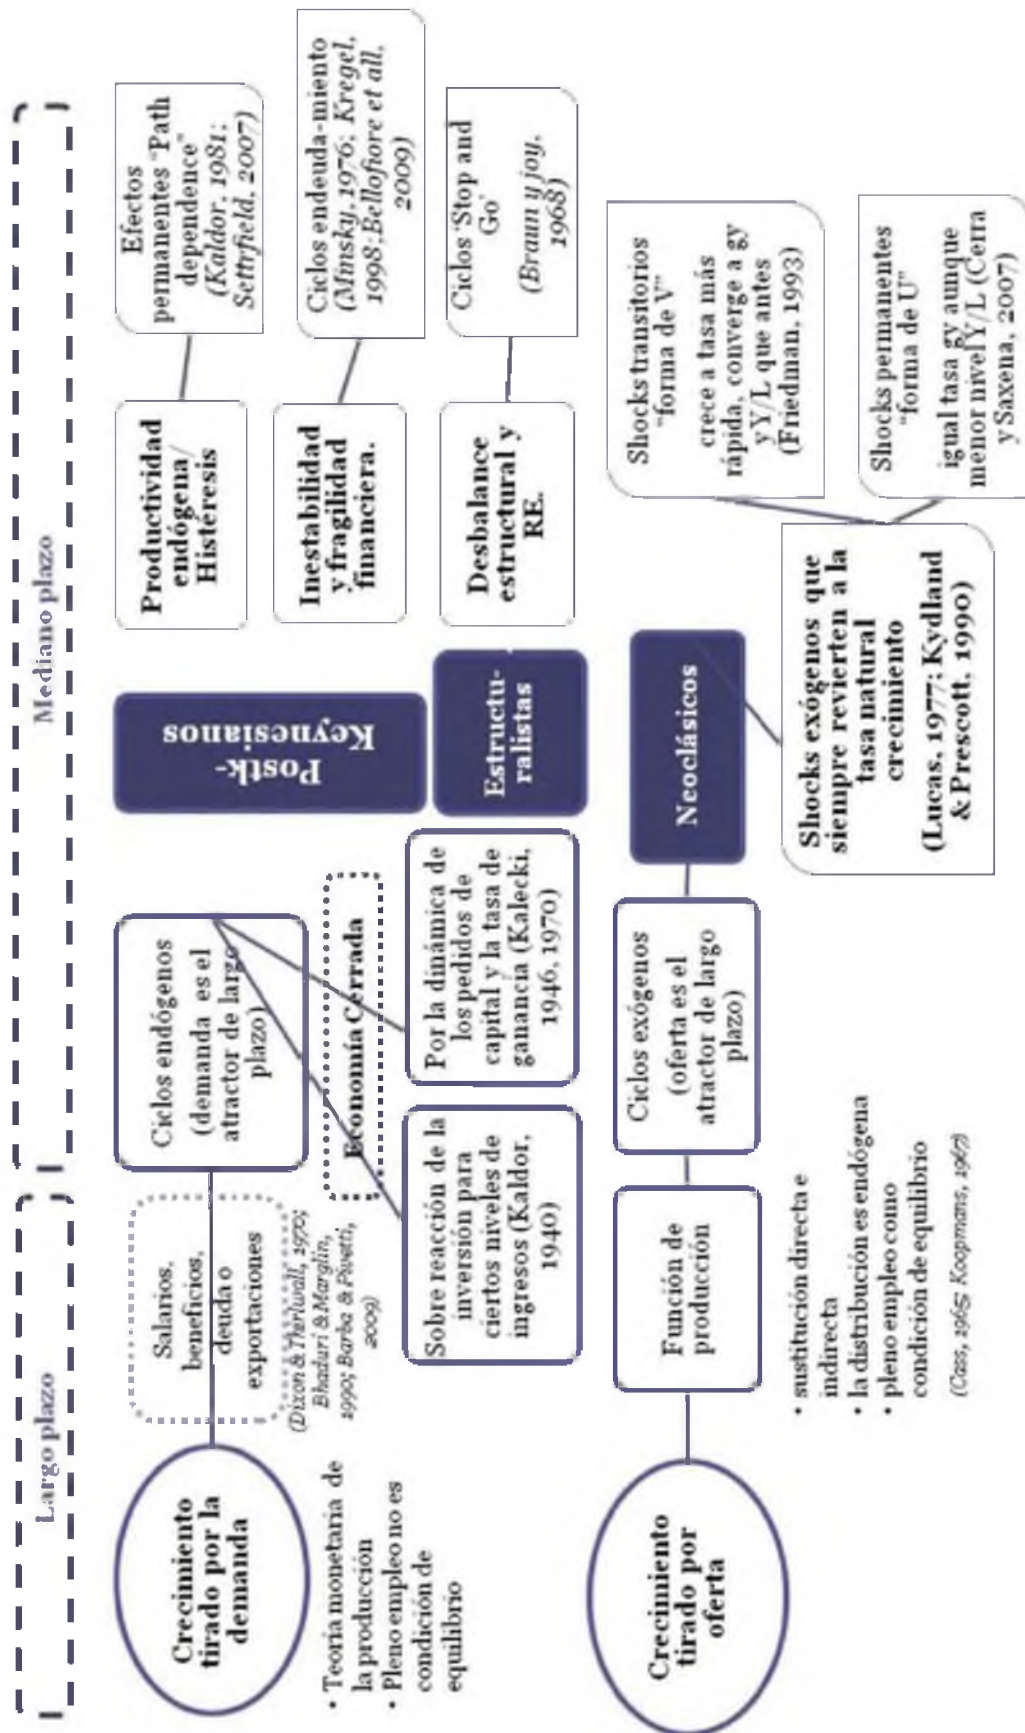 Largo plazo
Mediano plazo
Crecimiento
tirado por la
demanda
• Teoria monetaria de
la producción
• Pleno empleo no es
condición de
equlibrio
Salarios,
beneficios,
deuda o
exportaciones
(Dixon & Therlwall, 1970;
Bhaduri & Marglin,
1990; Barba & Pivetti,
2009)
Ciclos endógenos
(demanda es el
atractor de largo
plazo)
Economía Cerrada
Sobre reacción de la
inversión para
ciertos niveles de
ingresos (Kaldor,
1940)
Por la dinámica de
los pedidos de
capital y la tasa de
ganancia (Kalecki,
1946, 1970)
Postk-
Keynesianos
Estructu-
ralistas
Productividad
endógena/
Histéresis
Efectos
permanentes "Path
dependence"
(Kaldor, 1981;
Settrfield, 2007)
Inestabilidad
y fragilidad
financiera.
Ciclos endeuda-miento
(Minsky, 1976; Kregel,
1998;Bellofiore et all,
2009)
Desbalance
estructural y
RE.
Ciclos 'Stop and
Go'
(Braun y joy,
1968)
Crecimiento
tirado por
oferta
Función de
producción
• sustitución directa e
indirecta
• la distribución es endógena
• pleno empleo como
condición de equilibrio
(Cass, 1965; Koopmans, 1967)
Ciclos exógenos
(oferta es el
atractor de largo
plazo)
Neoclásicos
Shocks exógenos que
siempre revierten a la
tasa natural
crecimiento
(Lucas, 1977; Kydland
& Prescott, 1990)
Shocks transitorios
"forma de V"
crece a tasa más
rápida, converge a gy
y Y/L que antes
(Friedman, 1993)
Shocks permanentes
"forma de U"
igual tasa gy aunque
menor nivel Y/L (Cerra
y Saxena, 2007)